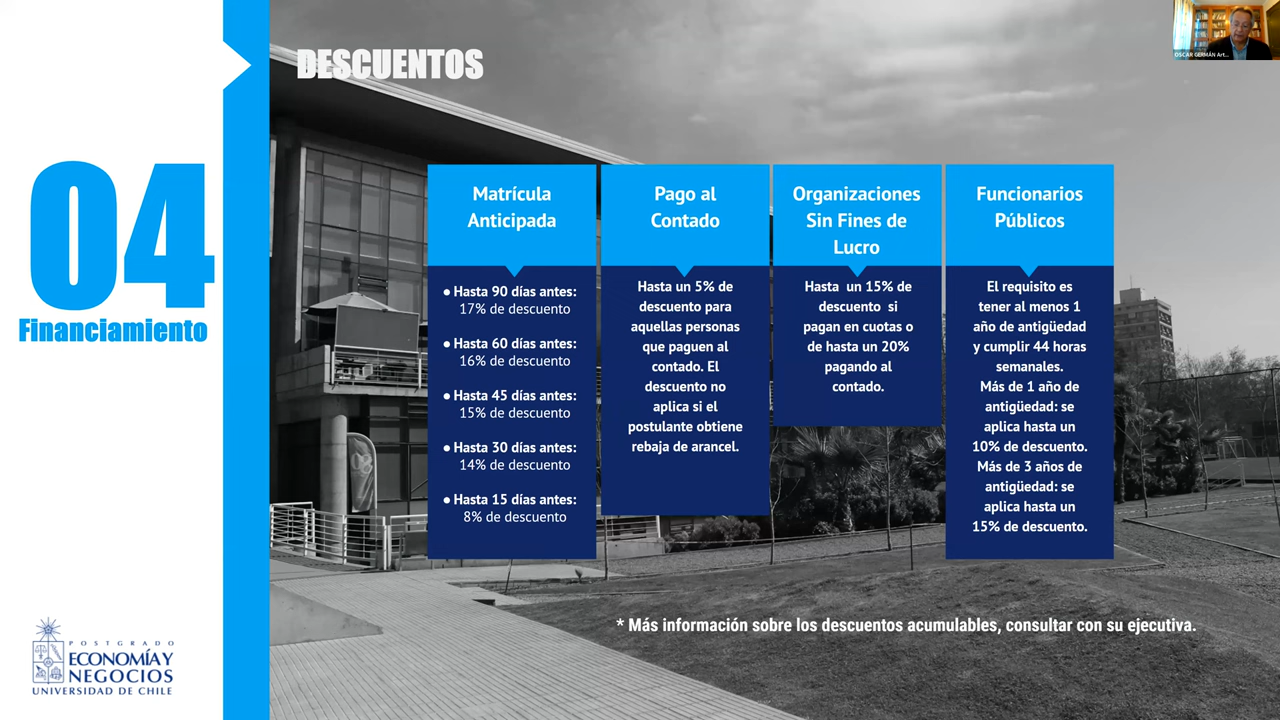 DESCUENTOS
OSCAR GERMÁN Art...
04
Financiamiento
Matrícula
Anticipada
● Hasta 90 días antes:
17% de descuento
● Hasta 60 días antes:
16% de descuento
● Hasta 45 días antes:
15% de descuento
● Hasta 30 días antes:
14% de descuento
● Hasta 15 días antes:
8% de descuento
Pago al
Contado
Hasta un 5% de
descuento para
aquellas personas
que paguen al
contado. El
descuento no
aplica si el
postulante obtiene
rebaja de arancel.
Organizaciones
Sin Fines de
Lucro
Hasta un 15% de
descuento si
pagan en cuotas o
de hasta un 20%
pagando al
contado.
Funcionarios
Públicos
El requisito es
tener al menos 1
año de antigüedad
y cumplir 44 horas
semanales.
Más de 1 año de
antigüedad: se
aplica hasta un
10% de descuento.
Más de 3 años de
antigüedad: se
aplica hasta un
15% de descuento.
* Más información sobre los descuentos acumulables, consultar con su ejecutiva.
POSTGRADO
ECONOMÍA Y
NEGOCIOS
UNIVERSIDAD DE CHILE